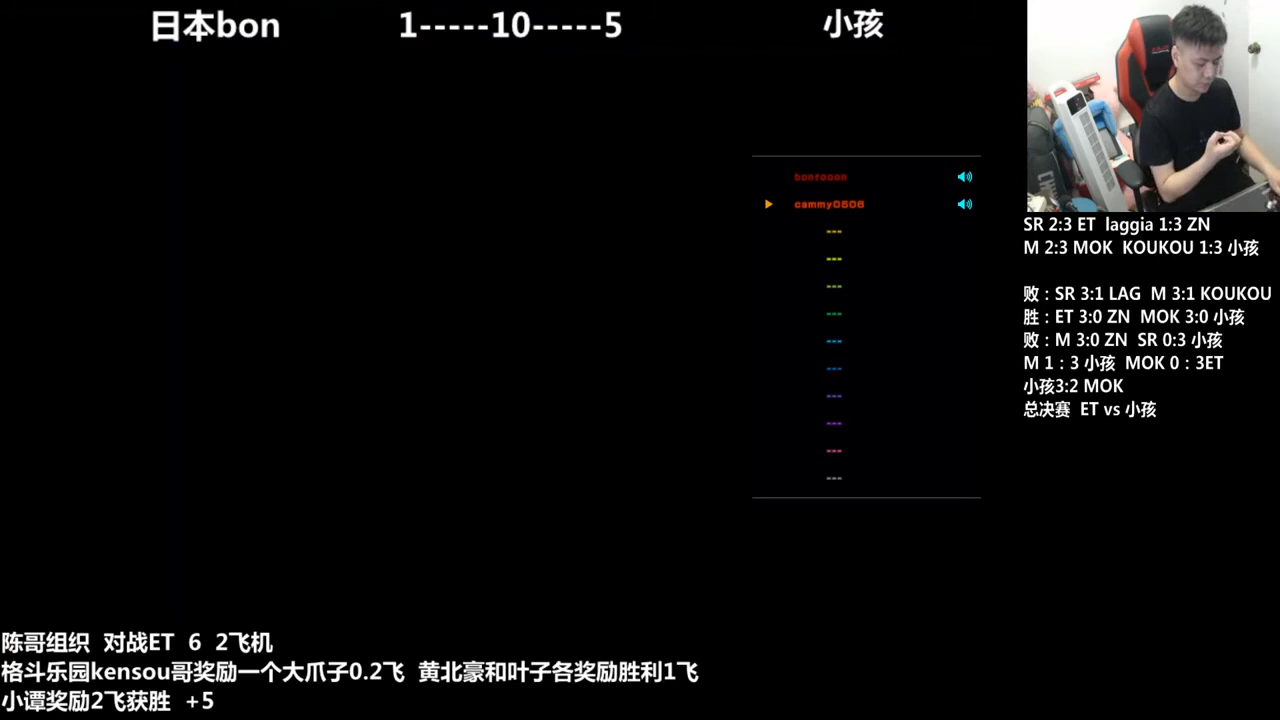 日本bon 1-----10-----5 小孩
bonrooon
cammy0506
---
---
---
---
---
---
---
---
---
---
SR 2:3 ET laggia 1:3 ZN
M 2:3 MOK KOUKOU 1:3 小孩
败：SR 3:1 LAG M 3:1 KOUKOU
胜：ET 3:0 ZN MOK 3:0 小孩
败：M 3:0 ZN SR 0:3 小孩
M 1：3 小孩 MOK 0：3ET
小孩3:2 MOK
总决赛 ET vs 小孩
陈哥组织 对战ET 6 2飞机
格斗乐园kensou哥奖励一个大爪子0.2飞 黄北豪和叶子各奖励胜利1飞
小谭奖励2飞获胜 +5